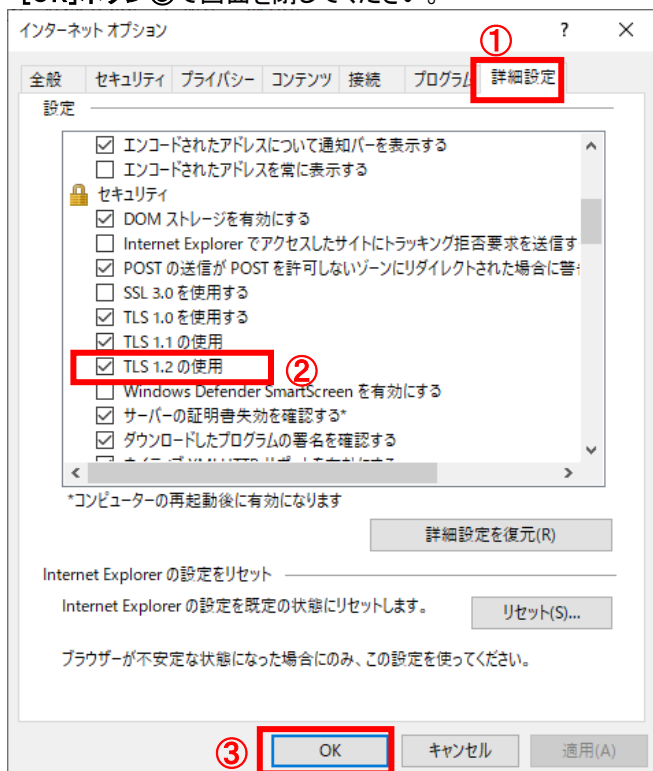 [OK]ボタン③で画面を閉じてください。
インターネット オプション
①
?
×
全般 セキュリティ プライバシー コンテンツ 接続 プログラム 詳細設定
設定
エンコードされたアドレスについて通知バーを表示する
エンコードされたアドレスを常に表示する
セキュリティ
DOM ストレージを有効にする
Internet Explorer でアクセスしたサイトにトラッキング拒否要求を送信す
POST の送信が POST を許可しないゾーンにリダイレクトされた場合に警
SSL 3.0 を使用する
TLS 1.0 を使用する
TLS 1.1 の使用
TLS 1.2 の使用 ②
Windows Defender SmartScreen を有効にする
サーバーの証明書失効を確認する*
ダウンロードしたプログラムの署名を確認する
*コンピューターの再起動後に有効になります
詳細設定を復元(R)
Internet Explorer の設定をリセット
Internet Explorer の設定を既定の状態にリセットします。
リセット(S)...
ブラウザーが不安定な状態になった場合にのみ、この設定を使ってください。
③ OK キャンセル 適用(A)